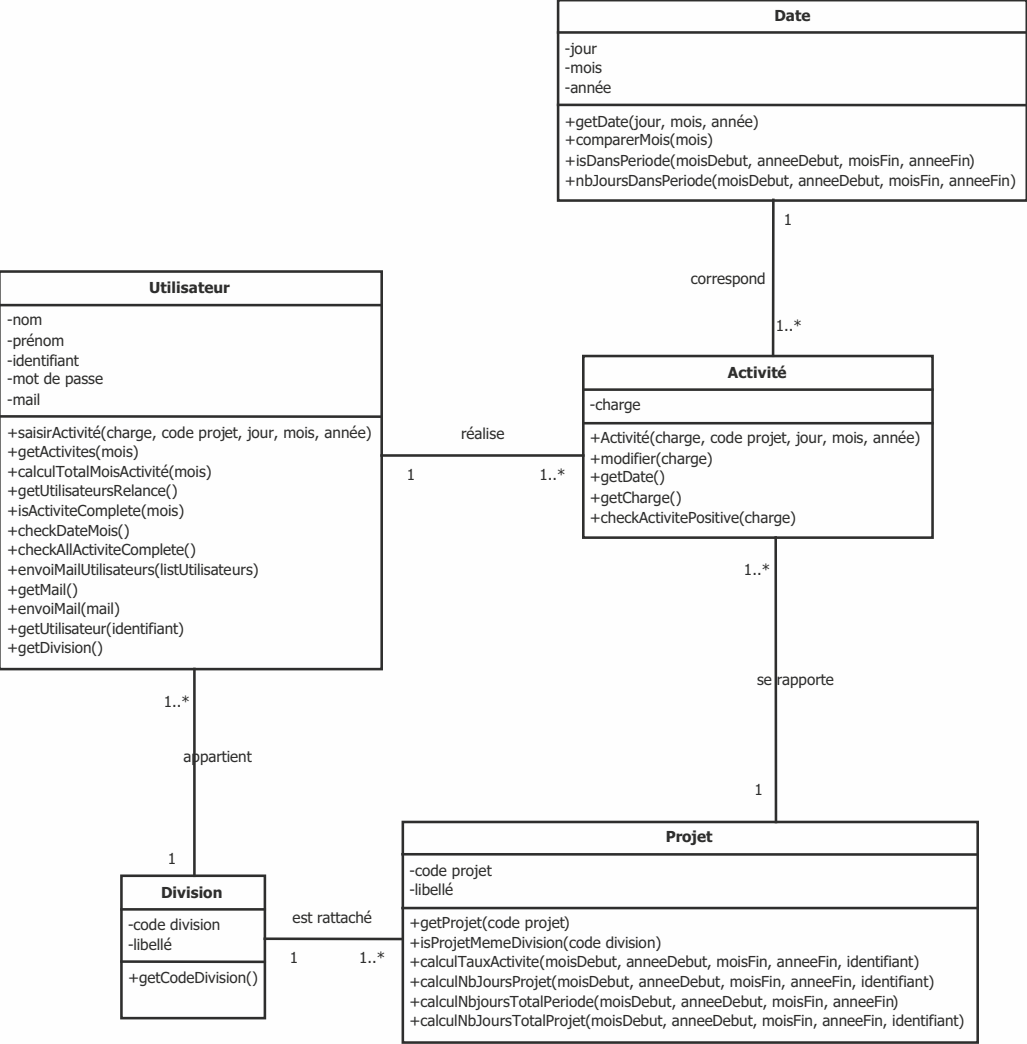 Date
-jour
-mois
-année
+getDate(jour, mois, année)
+comparerMois(mois)
+isDansPeriode(moisDebut, anneeDebut, moisFin, anneeFin)
+nbJoursDansPeriode(moisDebut, anneeDebut, moisFin, anneeFin)
1
correspond
1..*
Utilisateur
-nom
-prénom
-identifiant
-mot de passe
-mail
+saisirActivité(charge, code projet, jour, mois, année)
+getActivites(mois)
+calculTotalMoisActivité(mois)
+getUtilisateursRelance()
+isActiviteComplete(mois)
+checkDateMois()
+checkAllActiviteComplete()
+envoiMailUtilisateurs(listUtilisateurs)
+getMail()
+envoiMail(mail)
+getUtilisateur(identifiant)
+getDivision()
réalise
1
1..*
Activité
-charge
+Activité(charge, code projet, jour, mois, année)
+modifier(charge)
+getDate()
+getCharge()
+checkActivitePositive(charge)
1..*
se rapporte
1
1..*
appartient
1
Division
-code division
-libellé
+getCodeDivision()
est rattaché
1
1..*
Projet
-code projet
-libellé
+getProjet(code projet)
+isProjetMemeDivision(code division)
+calculTauxActivite(moisDebut, anneeDebut, moisFin, anneeFin, identifiant)
+calculNbJoursProjet(moisDebut, anneeDebut, moisFin, anneeFin, identifiant)
+calculNbjoursTotalPeriode(moisDebut, anneeDebut, moisFin, anneeFin)
+calculNbJoursTotalProjet(moisDebut, anneeDebut, moisFin, anneeFin, identifiant)